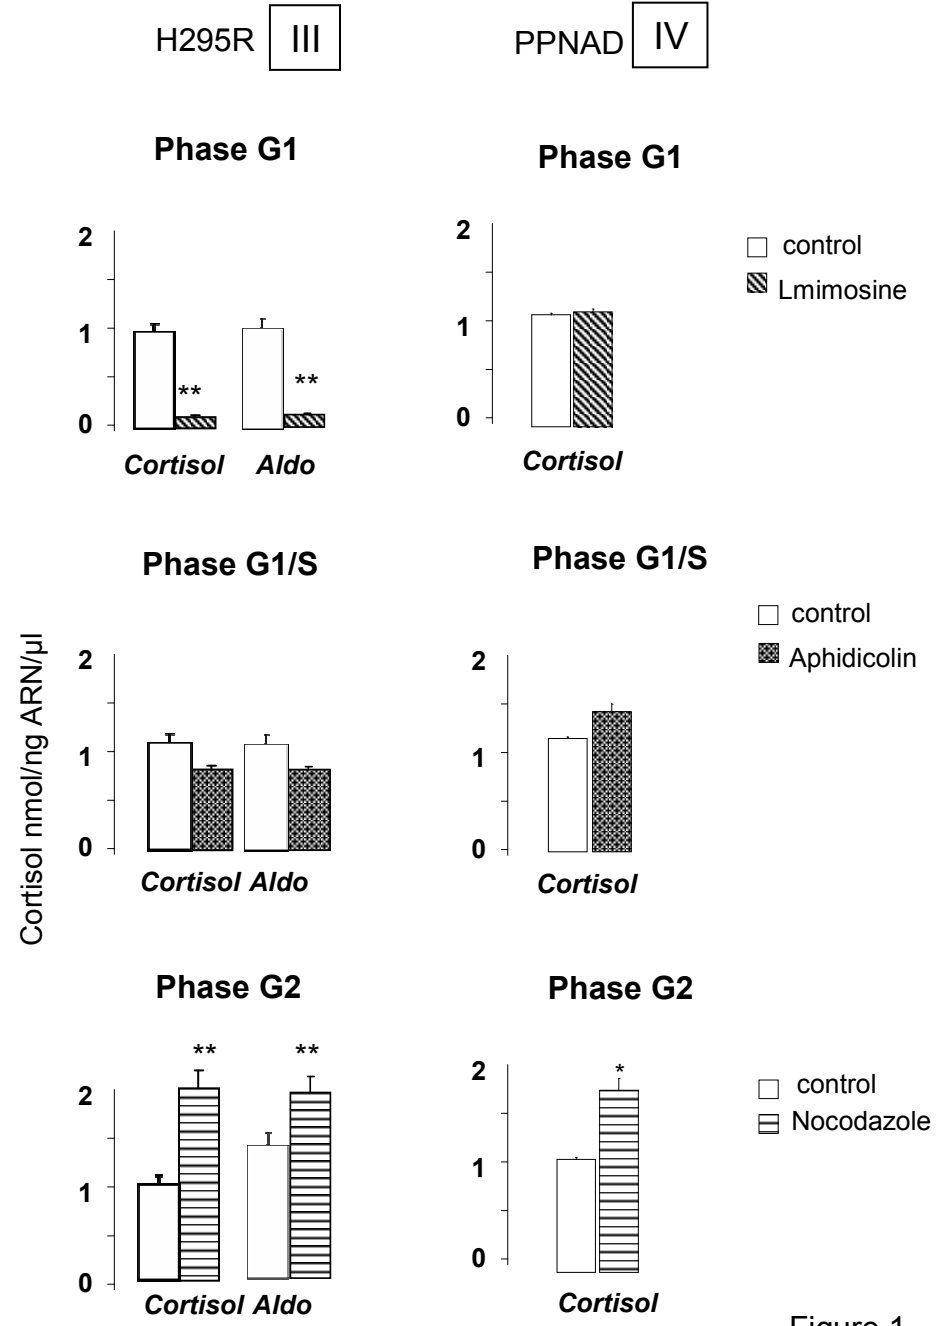 H295R III
PPNAD IV
Phase G1
Phase G1
2
1
0
**
**
Cortisol Aldo
2
1
0
Cortisol
control
Lmimosine
Phase G1/S
Phase G1/S
Cortisol nmol/ng ARN/µl
2
1
0
Cortisol Aldo
2
1
0
Cortisol
control
Aphidicolin
Phase G2
Phase G2
**
**
2
1
0
Cortisol Aldo
*
2
1
0
Cortisol
control
Nocodazole
Figure 1